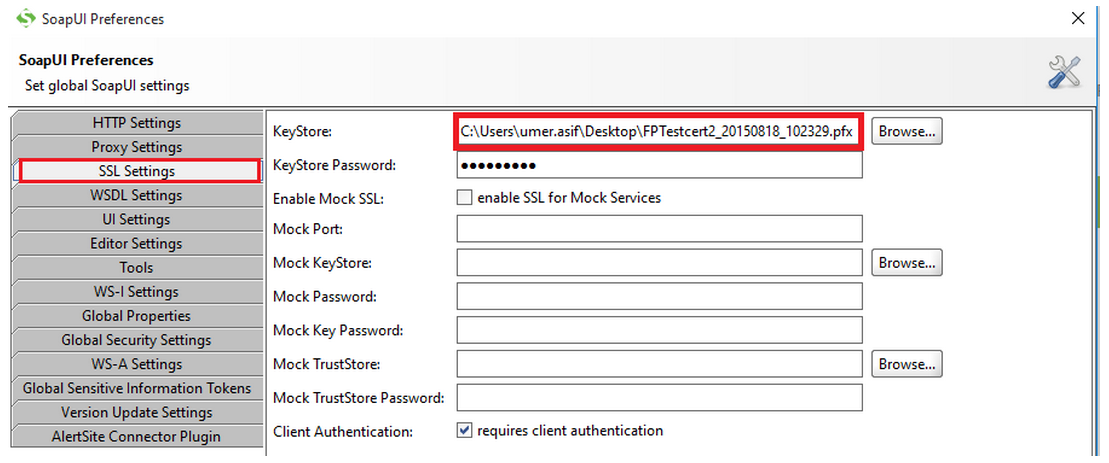 SoapUI Preferences
SoapUI Preferences
Set global SoapUI settings
HTTP Settings
Proxy Settings
SSL Settings
WSDL Settings
UI Settings
Editor Settings
Tools
WS-I Settings
Global Properties
Global Security Settings
WS-A Settings
Global Sensitive Information Tokens
Version Update Settings
AlertSite Connector Plugin
KeyStore: C:\Users\umer.asif\Desktop\FPTestcert2_20150818_102329.pfx Browse...
KeyStore Password: •••••••••
Enable Mock SSL: enable SSL for Mock Services
Mock Port:
Mock KeyStore: Browse...
Mock Password:
Mock Key Password:
Mock TrustStore: Browse...
Mock TrustStore Password:
Client Authentication: requires client authentication